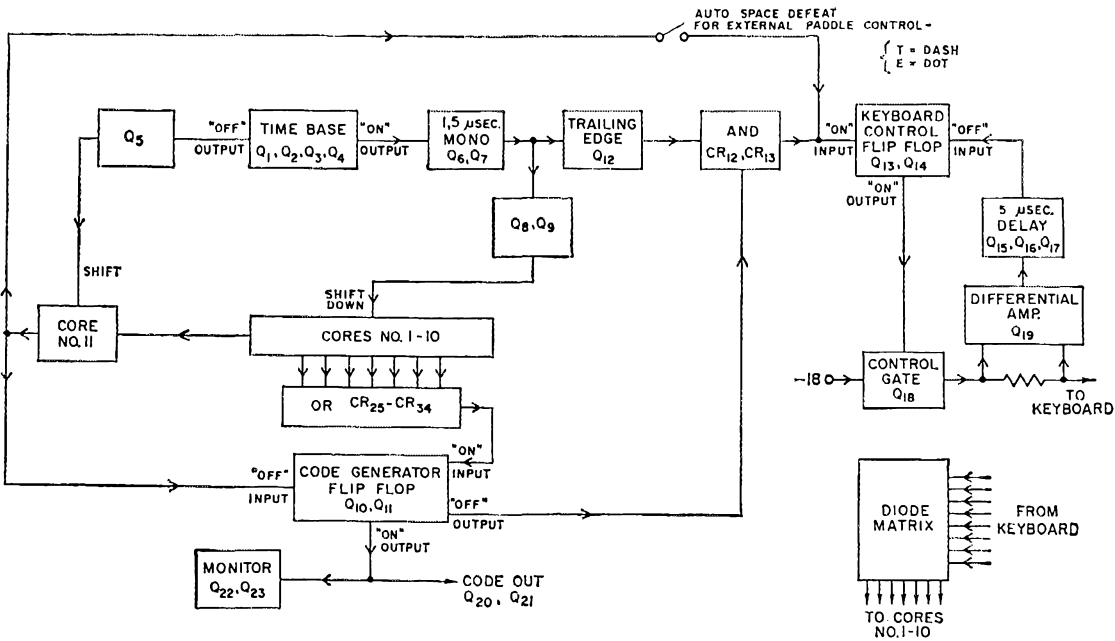 AUTO SPACE DEFEAT
FOR EXTERNAL PADDLE CONTROL-
T = DASH
E = DOT
Q5
"OFF"
OUTPUT
TIME BASE
Q1, Q2, Q3, Q4
"ON"
OUTPUT
1,5 µSEC.
MONO
Q6, Q7
TRAILING
EDGE
Q12
AND
CR12, CR13
"ON"
INPUT
KEYBOARD
CONTROL
FLIP FLOP
Q13, Q14
"OFF"
INPUT
"ON"
OUTPUT
Q8, Q9
5 µSEC.
DELAY
Q15, Q16, Q17
SHIFT
SHIFT
DOWN
CORE
NO. 11
CORES NO. 1-10
DIFFERENTIAL
AMP.
Q19
-18
CONTROL
GATE
Q18
TO
KEYBOARD
OR CR25-CR34
"ON"
INPUT
"OFF"
INPUT
CODE GENERATOR
FLIP FLOP
Q10, Q11
"OFF"
OUTPUT
"ON"
OUTPUT
DIODE
MATRIX
FROM
KEYBOARD
MONITOR
Q22, Q23
CODE OUT
Q20, Q21
TO CORES
NO. 1-10